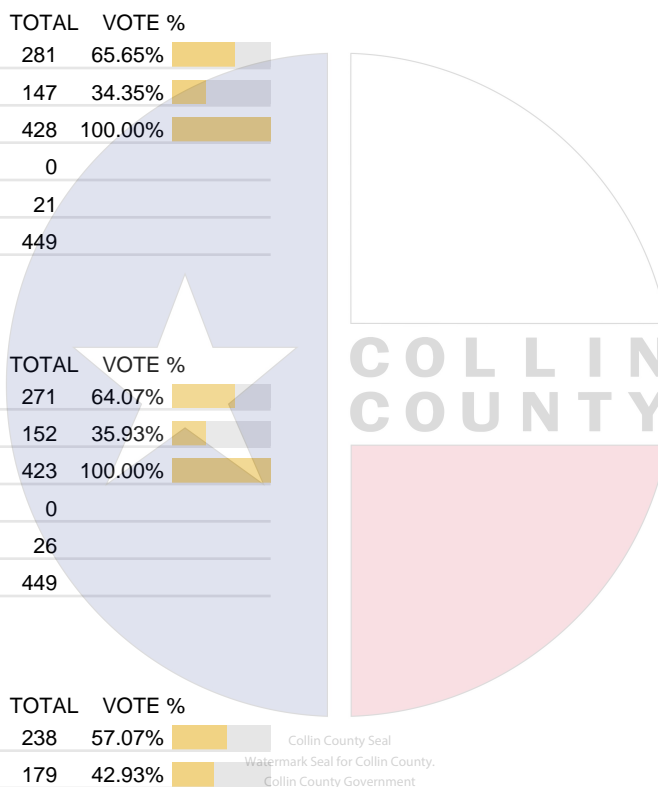 TOTAL VOTE %
281 65.65%
147 34.35%
428 100.00%
0
21
449
TOTAL VOTE %
271 64.07%
152 35.93%
423 100.00%
0
26
449
COLLIN
COUNTY
TOTAL VOTE %
238 57.07%
179 42.93%
Collin County Seal
Watermark Seal for Collin County.
Collin County Government